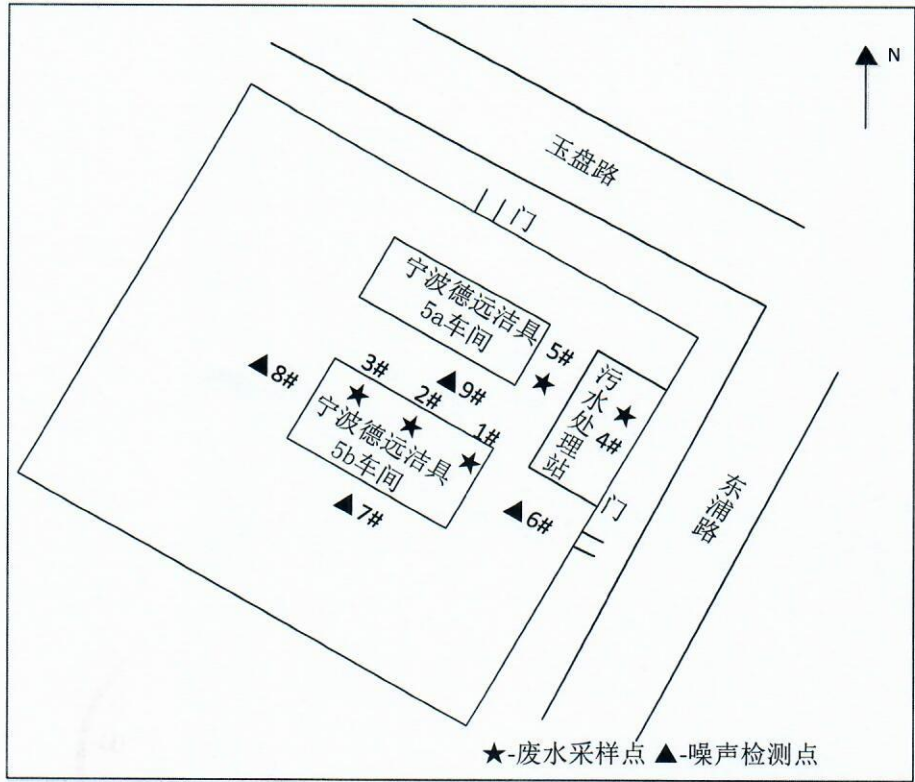 N
玉盘路
门
宁波德远洁具
5a车间
5#
污水处理站
4#
▲8#
3#
▲9#
2#
1#
宁波德远洁具
5b车间
▲7#
▲6#
门
东浦路
★-废水采样点 ▲-噪声检测点